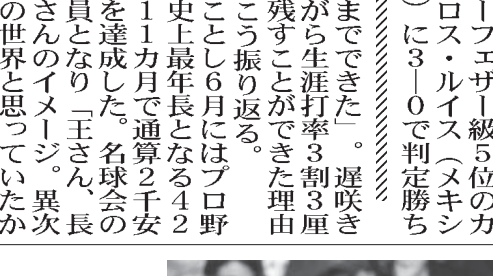 ーフェザー級5位のカ
ロス・ルイス（メキシ
）に3―0で判定勝ち
までできた」。遅咲き
がら生涯打率3割3厘
残すことができた理由
こう振り返る。
ことし6月にはプロ野
史上最年長となる42
11カ月で通算2千安
を達成した。名球会の
員となり「王さん、長
さんのイメージ。異次
の世界と思っていたか